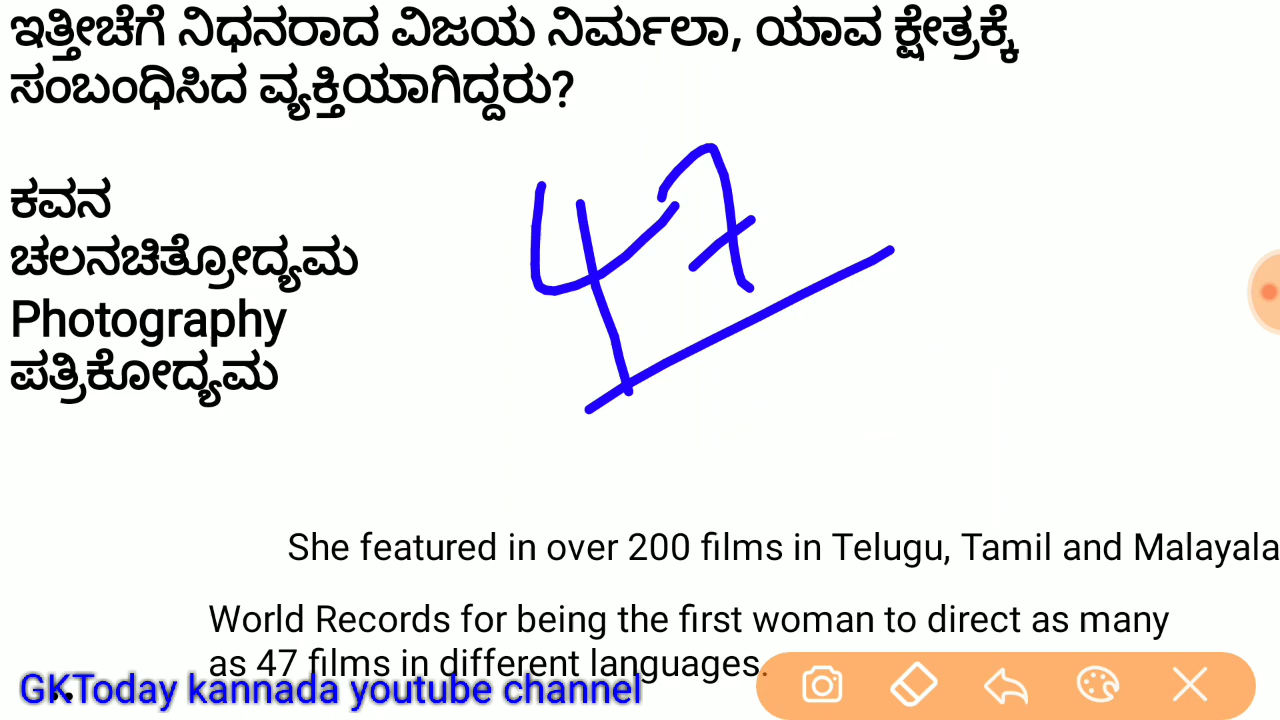 ಇತ್ತೀಚೆಗೆ ನಿಧನರಾದ ವಿಜಯ ನಿರ್ಮಲಾ, ಯಾವ ಕ್ಷೇತ್ರಕ್ಕೆ
ಸಂಬಂಧಿಸಿದ ವ್ಯಕ್ತಿಯಾಗಿದ್ದರು?
ಕವನ
ಚಲನಚಿತ್ರೋದ್ಯಮ
Photography
ಪತ್ರಿಕೋದ್ಯಮ
47
She featured in over 200 films in Telugu, Tamil and Malayala
World Records for being the first woman to direct as many
as 47 films in different languages.
GKToday kannada youtube channel